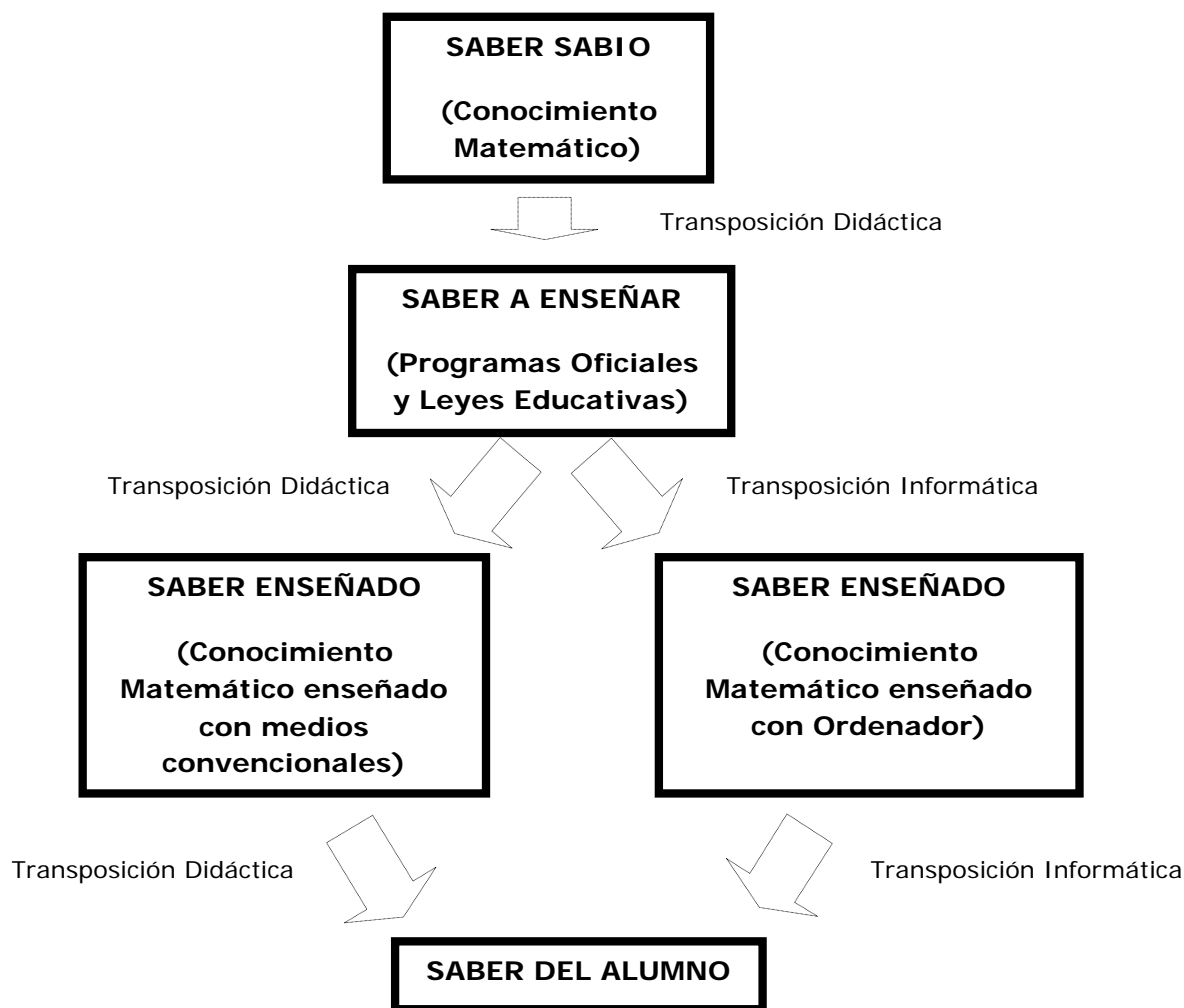 SABER SABIO
(Conocimiento
Matemático)
Transposición Didáctica
SABER A ENSEÑAR
(Programas Oficiales
y Leyes Educativas)
Transposición Didáctica
Transposición Informática
SABER ENSEÑADO
(Conocimiento
Matemático enseñado
con medios
convencionales)
SABER ENSEÑADO
(Conocimiento
Matemático enseñado
con Ordenador)
Transposición Didáctica
Transposición Informática
SABER DEL ALUMNO